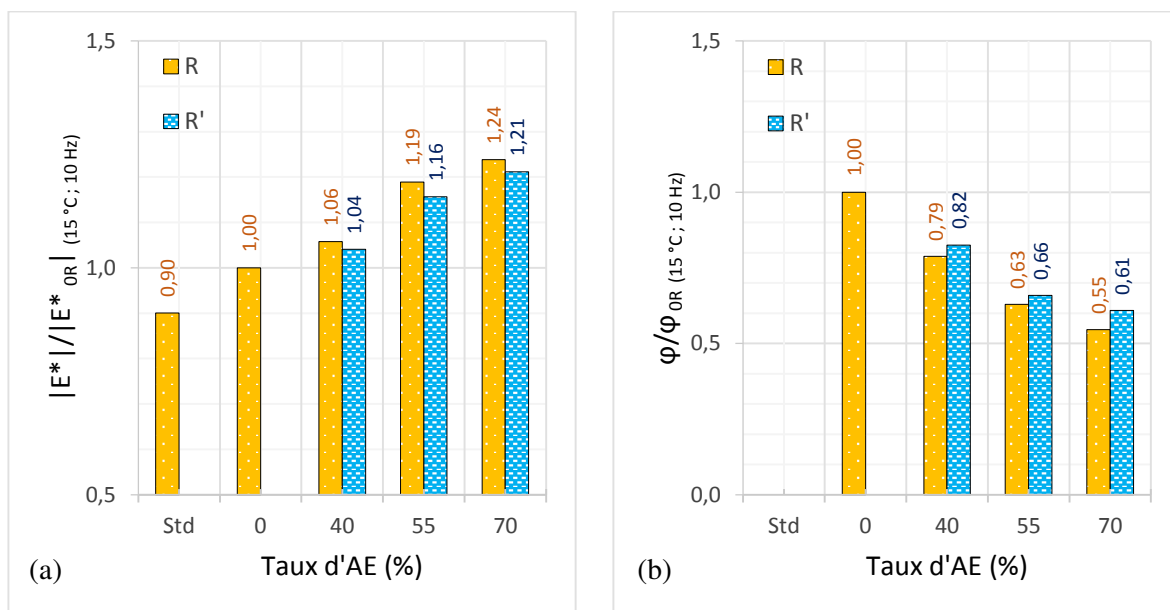 1,5
R
R'
0,90
1,00
1,06
1,04
1,19
1,16
1,24
1,21
1,0
0,5
|E*|/|E*0R| (15 °C ; 10 Hz)
Std 0 40 55 70
Taux d'AE (%)
(a)
1,5
R
R'
1,00
0,79
0,82
0,63
0,66
0,55
0,61
1,0
0,5
0,0
φ/φ0R (15 °C ; 10 Hz)
Std 0 40 55 70
Taux d'AE (%)
(b)